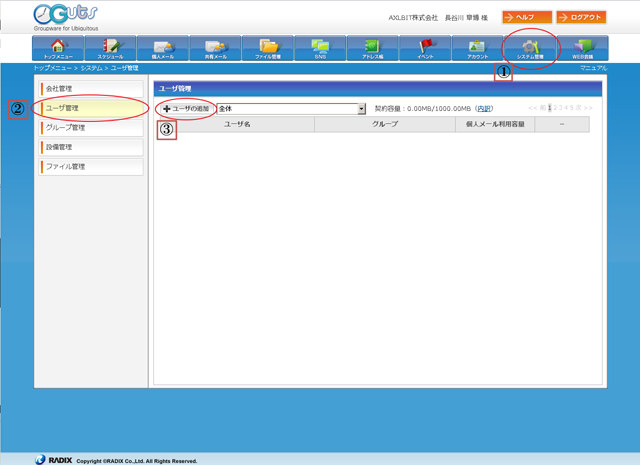 Guts
Groupware for Ubiquitous
AXLBIT株式会社 長谷川 章博 様
ヘルプ
ログアウト
トップメニュー スケジュール 個人メール 共有メール ファイル管理 SNS アドレス帳 イベント アカウント システム管理 WEB会議
①
トップメニュー > システム > ユーザ管理
マニュアル
会社管理
② ユーザ管理
グループ管理
設備管理
ファイル管理
ユーザ管理
ユーザの追加 全体 契約容量:0.00MB/1000.00MB (内訳) << 前 1 2 3 4 5 次 >>
③
ユーザ名 グループ 個人メール利用容量 −
RADIX Copyright ©RADIX Co.,Ltd. All Rights Reserved.